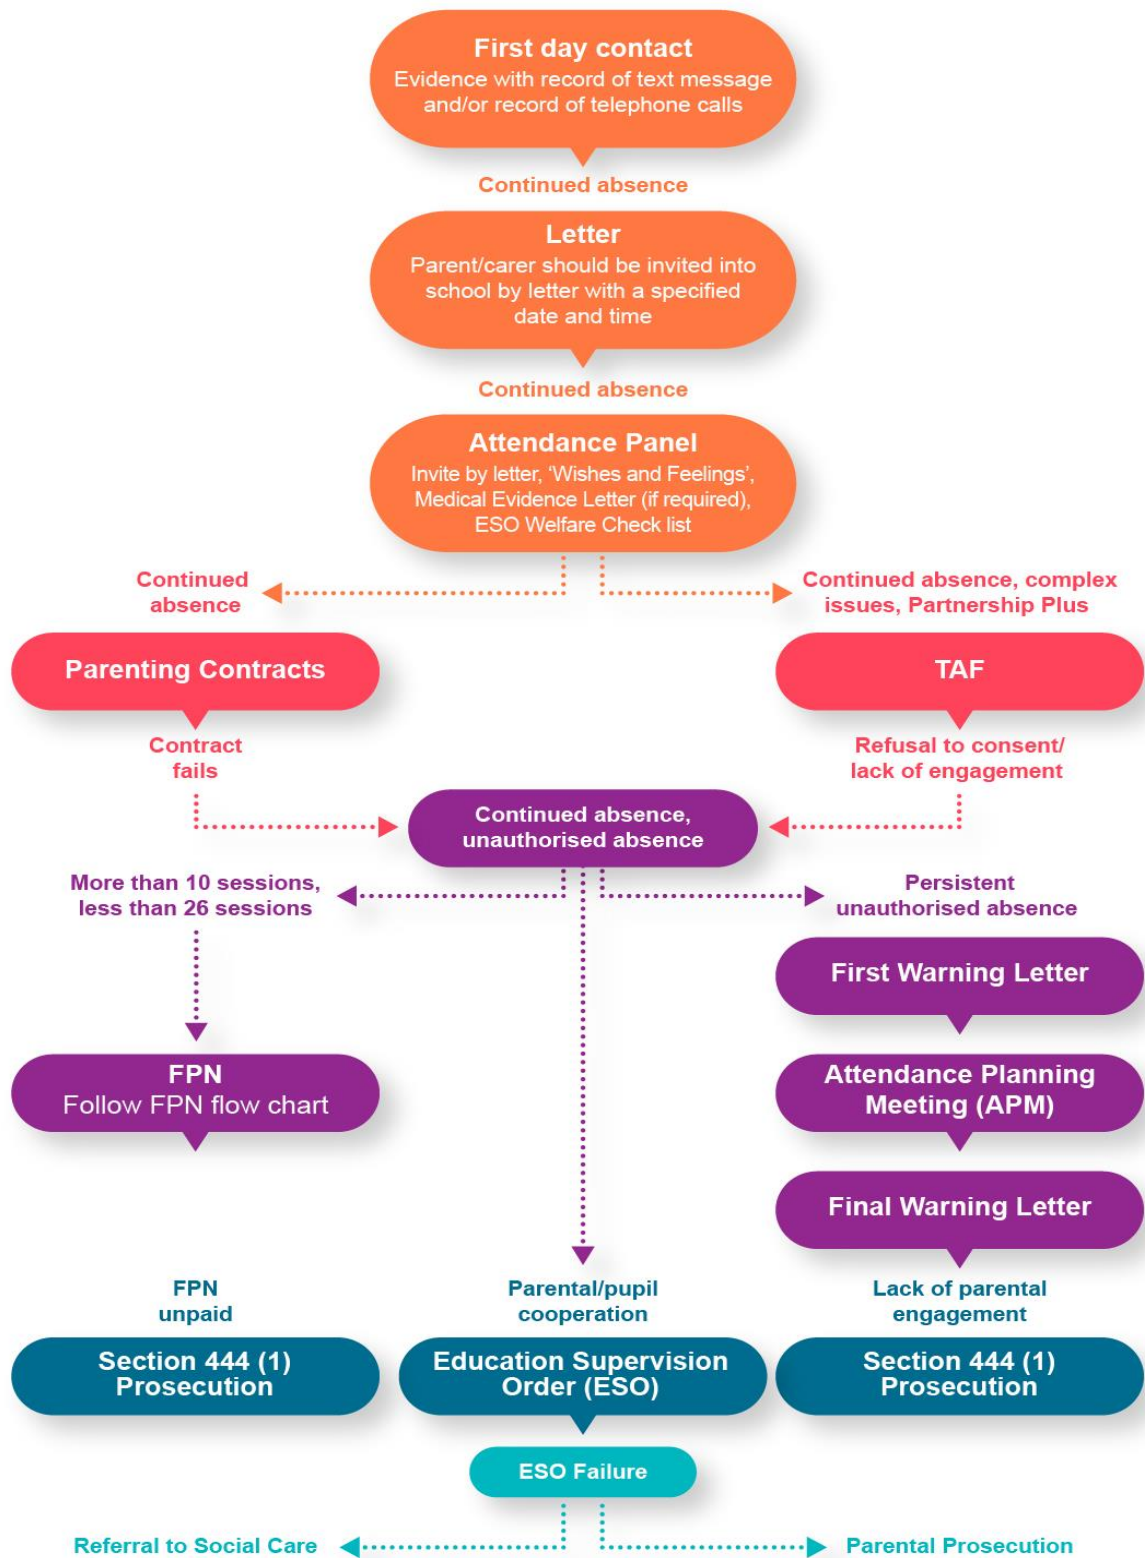 First day contact
Evidence with record of text message
and/or record of telephone calls
Continued absence
Letter
Parent/carer should be invited into
school by letter with a specified
date and time
Continued absence
Attendance Panel
Invite by letter, ‘Wishes and Feelings’,
Medical Evidence Letter (if required),
ESO Welfare Check list
Continued
absence
Continued absence, complex
issues, Partnership Plus
Parenting Contracts
TAF
Contract
fails
Refusal to consent/
lack of engagement
Continued absence,
unauthorised absence
More than 10 sessions,
less than 26 sessions
Persistent
unauthorised absence
First Warning Letter
FPN
Follow FPN flow chart
Attendance Planning
Meeting (APM)
Final Warning Letter
FPN
unpaid
Parental/pupil
cooperation
Lack of parental
engagement
Section 444 (1)
Prosecution
Education Supervision
Order (ESO)
Section 444 (1)
Prosecution
ESO Failure
Referral to Social Care
Parental Prosecution